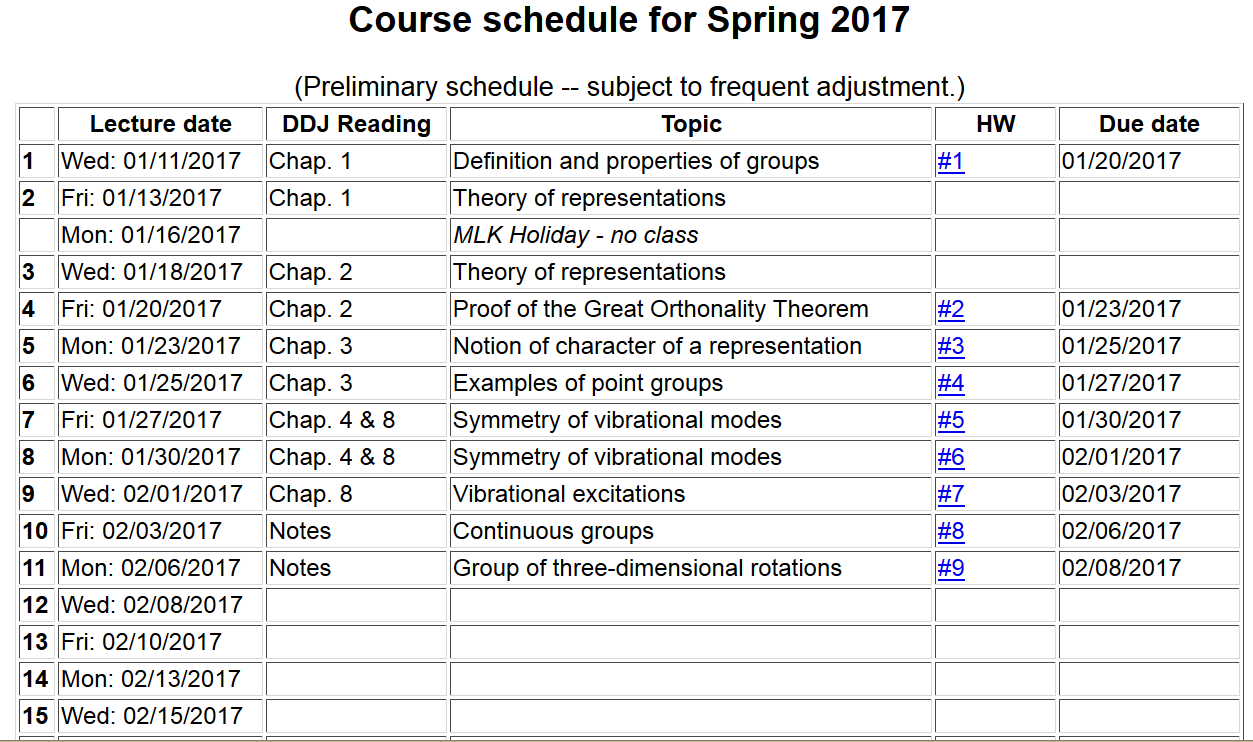 Course schedule for Spring 2017
(Preliminary schedule -- subject to frequent adjustment.)
Lecture date DDJ Reading Topic HW Due date
1 Wed: 01/11/2017 Chap. 1 Definition and properties of groups #1 01/20/2017
2 Fri: 01/13/2017 Chap. 1 Theory of representations
Mon: 01/16/2017 MLK Holiday - no class
3 Wed: 01/18/2017 Chap. 2 Theory of representations
4 Fri: 01/20/2017 Chap. 2 Proof of the Great Orthonality Theorem #2 01/23/2017
5 Mon: 01/23/2017 Chap. 3 Notion of character of a representation #3 01/25/2017
6 Wed: 01/25/2017 Chap. 3 Examples of point groups #4 01/27/2017
7 Fri: 01/27/2017 Chap. 4 & 8 Symmetry of vibrational modes #5 01/30/2017
8 Mon: 01/30/2017 Chap. 4 & 8 Symmetry of vibrational modes #6 02/01/2017
9 Wed: 02/01/2017 Chap. 8 Vibrational excitations #7 02/03/2017
10 Fri: 02/03/2017 Notes Continuous groups #8 02/06/2017
11 Mon: 02/06/2017 Notes Group of three-dimensional rotations #9 02/08/2017
12 Wed: 02/08/2017
13 Fri: 02/10/2017
14 Mon: 02/13/2017
15 Wed: 02/15/2017